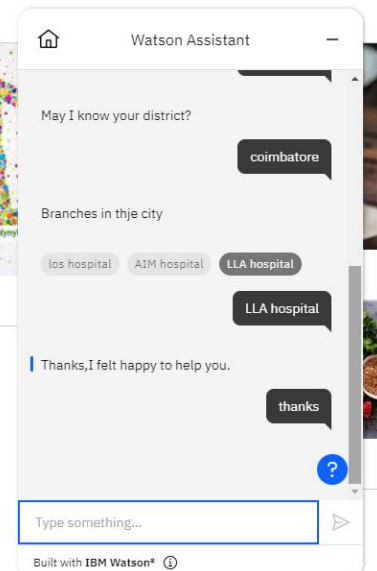 Watson Assistant
May I know your district?
coimbatore
Branches in thje city
los hospital AIM hospital LLA hospital
LLA hospital
Thanks,I felt happy to help you.
thanks
?
Type something...
Built with IBM Watson®